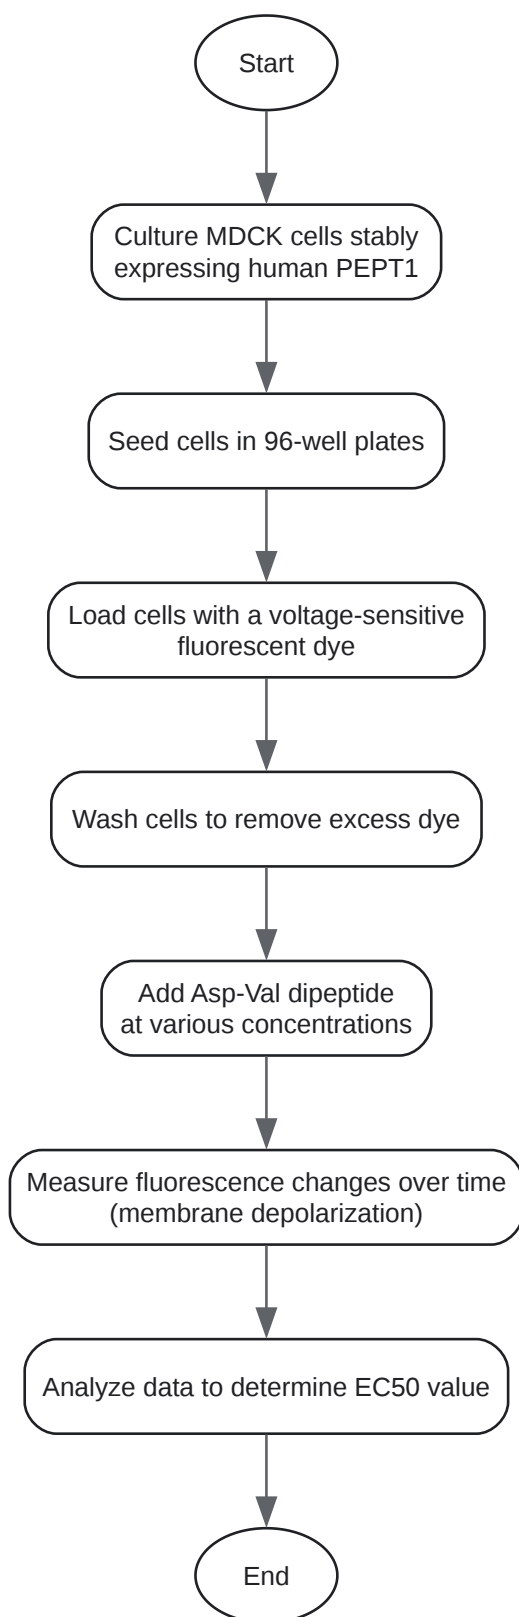 Start
Culture MDCK cells stably
expressing human PEPT1
Seed cells in 96-well plates
Load cells with a voltage-sensitive
fluorescent dye
Wash cells to remove excess dye
Add Asp-Val dipeptide
at various concentrations
Measure fluorescence changes over time
(membrane depolarization)
Analyze data to determine EC50 value
End